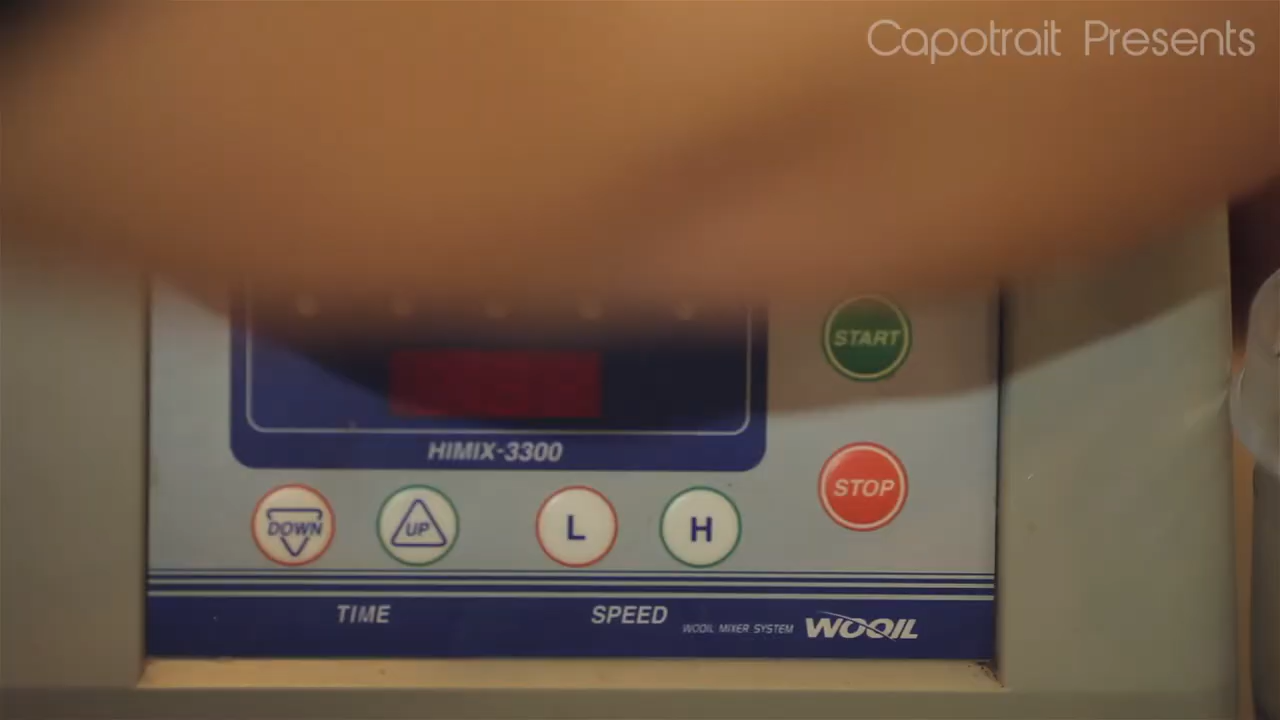 Capotrait Presents
START
HIMIX-3300
STOP
DOWN
UP
L
H
TIME
SPEED
WOOIL MIXER SYSTEM WOOIL